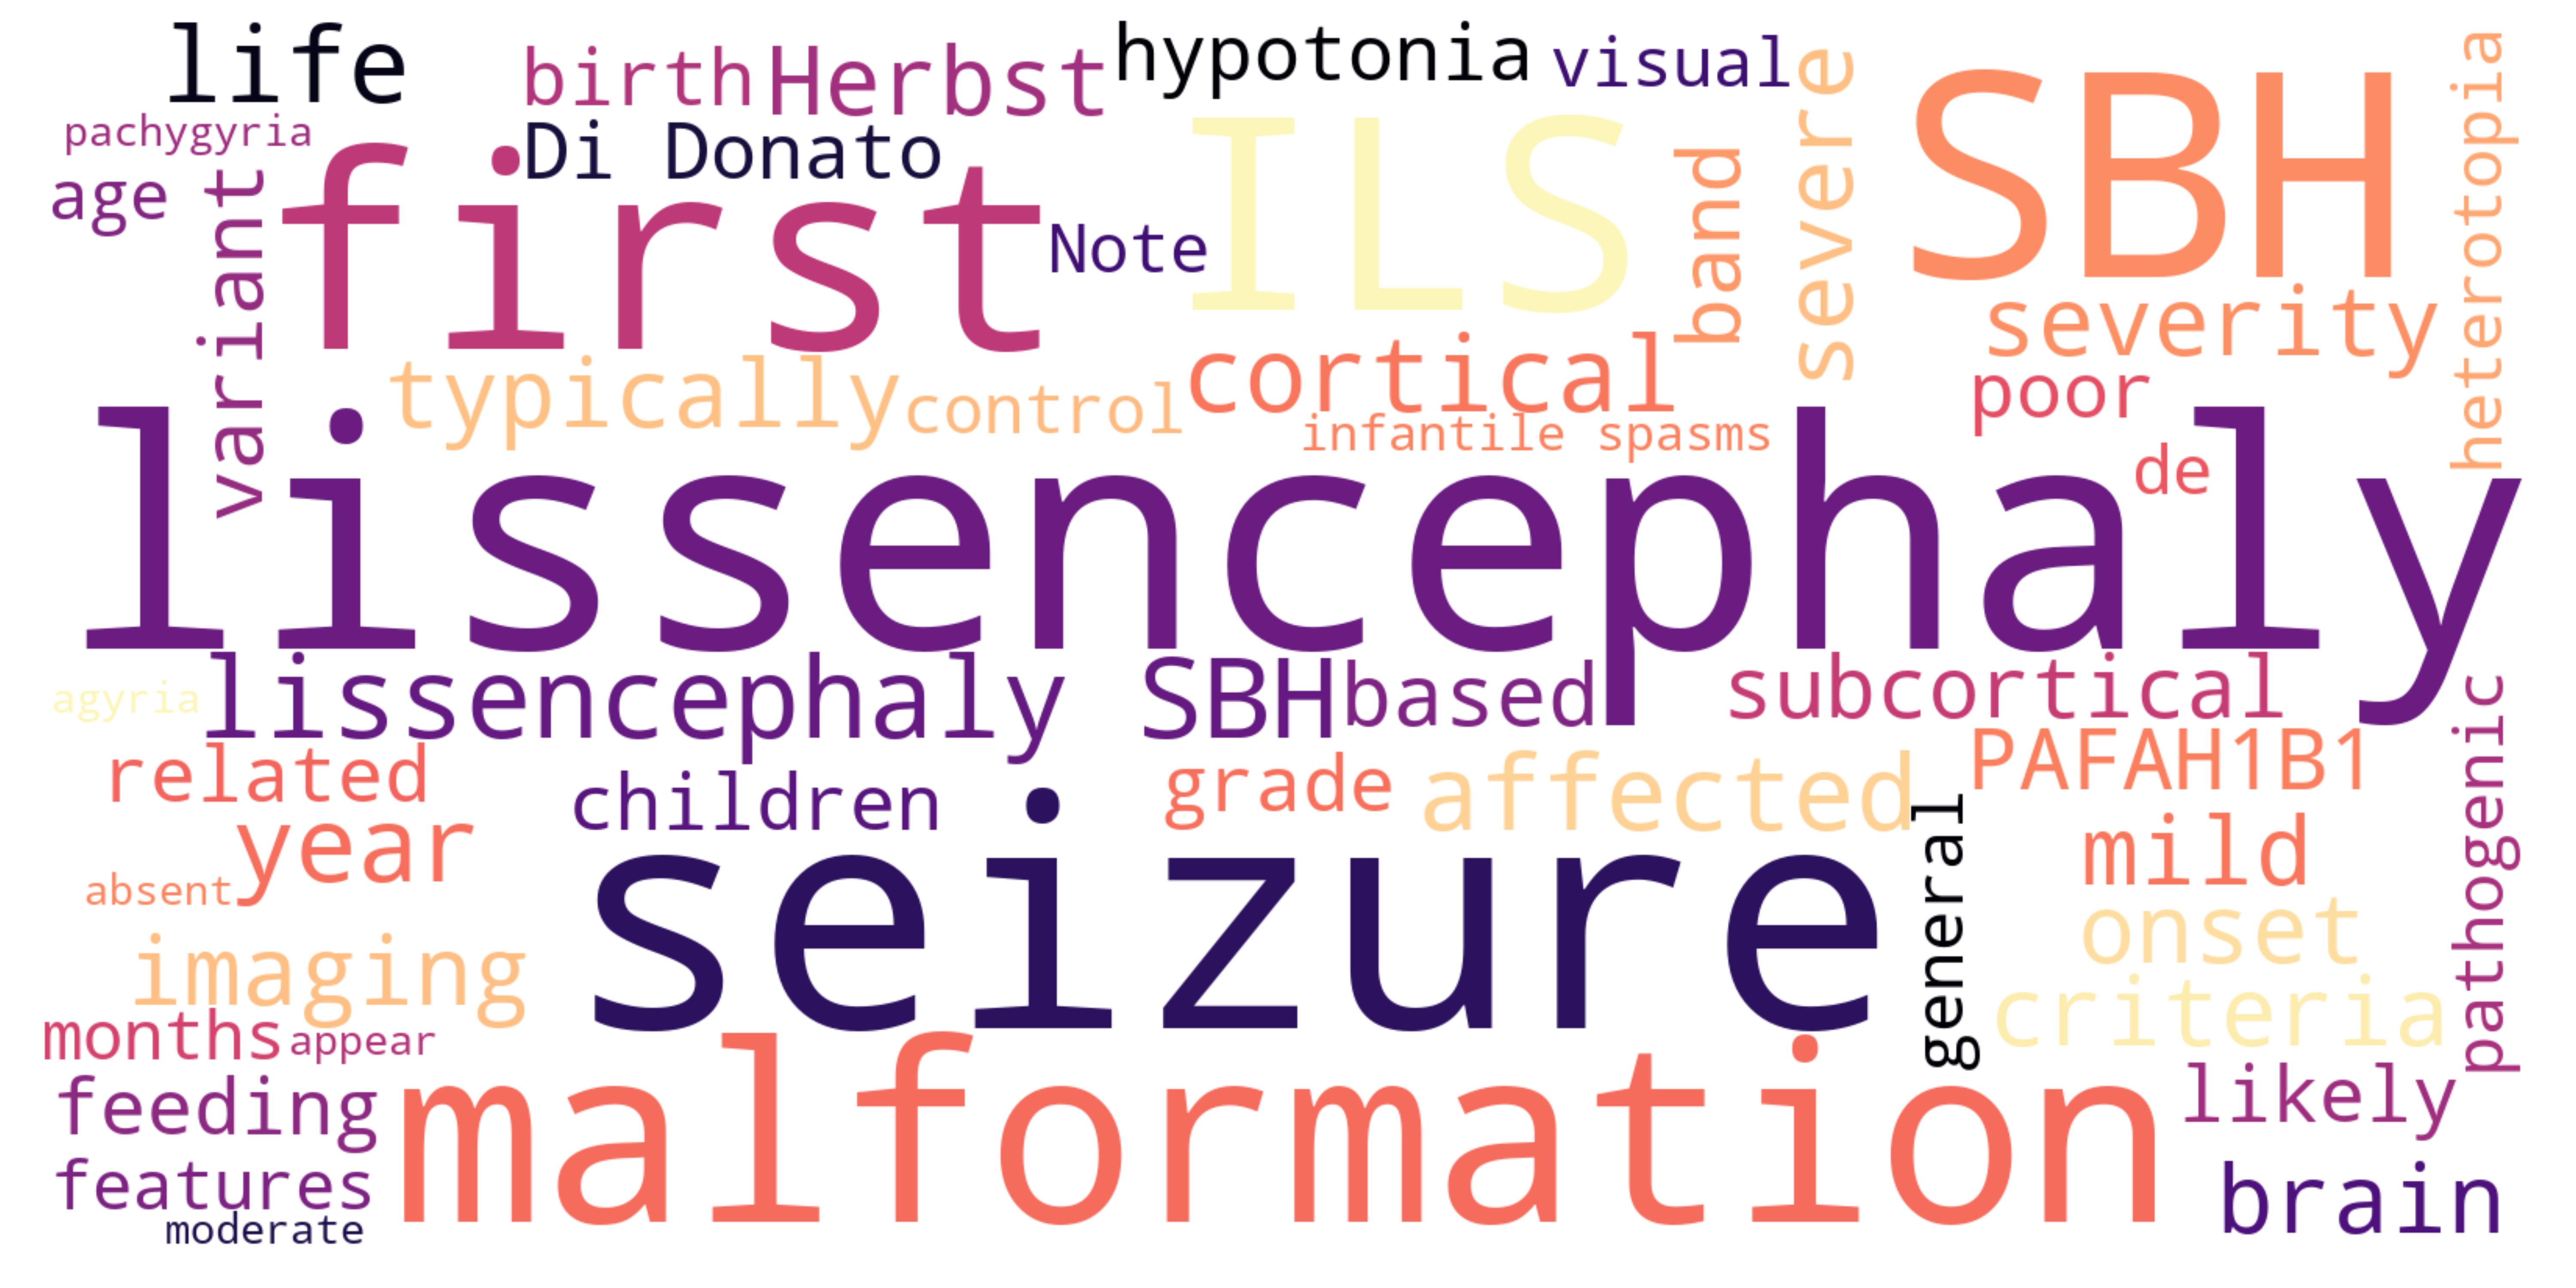 life
birth
Herbst
hypotonia
visual
severe
SBH
heterotopia
pachygyria
Di Donato
ILS
band
age
variant
first
Note
severity
typically
control
cortical
poor
infantile spasms
de
lissencephaly
agyria
lissencephaly SBH
based
subcortical
pathogenic
related
children
grade
affected
PAFAH1B1
year
general
mild
absent
seizure
onset
imaging
criteria
months
appear
malformation
likely
feeding
features
brain
moderate